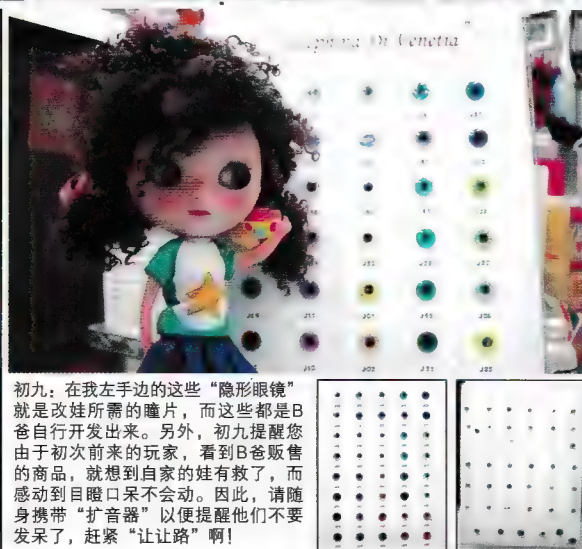 Di Venetia
初九：在我左手边的这些“隐形眼镜”
就是改娃所需的瞳片，而这些都是B
爸自行开发出来。另外，初九提醒您
由于初次前来的玩家，看到B爸贩售
的商品，就想到自家的娃有救了，而
感动到目瞪口呆不会动。因此，请随
身携带“扩音器”以便提醒他们不要
发呆了，赶紧“让让路”啊！